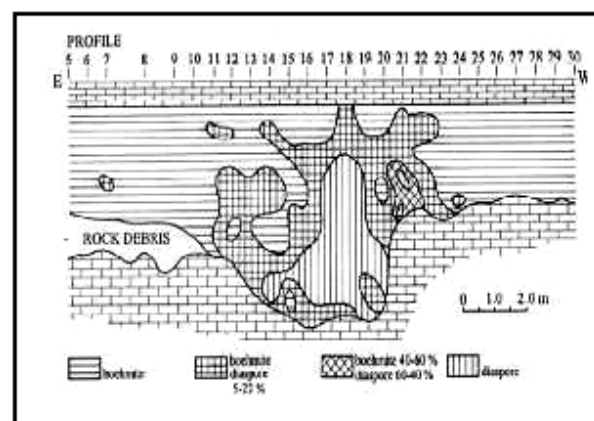 PROFILE
5 6 7 8 9 10 11 12 13 14 15 16 17 18 19 20 21 22 23 24 25 26 27 28 29 30
E W
ROCK DEBRIS
0 1.0 2.0 m
boehmite
boehmite
diaspore
5-22 %
boehmite 40-60 %
diaspore 60-40 %
diaspore